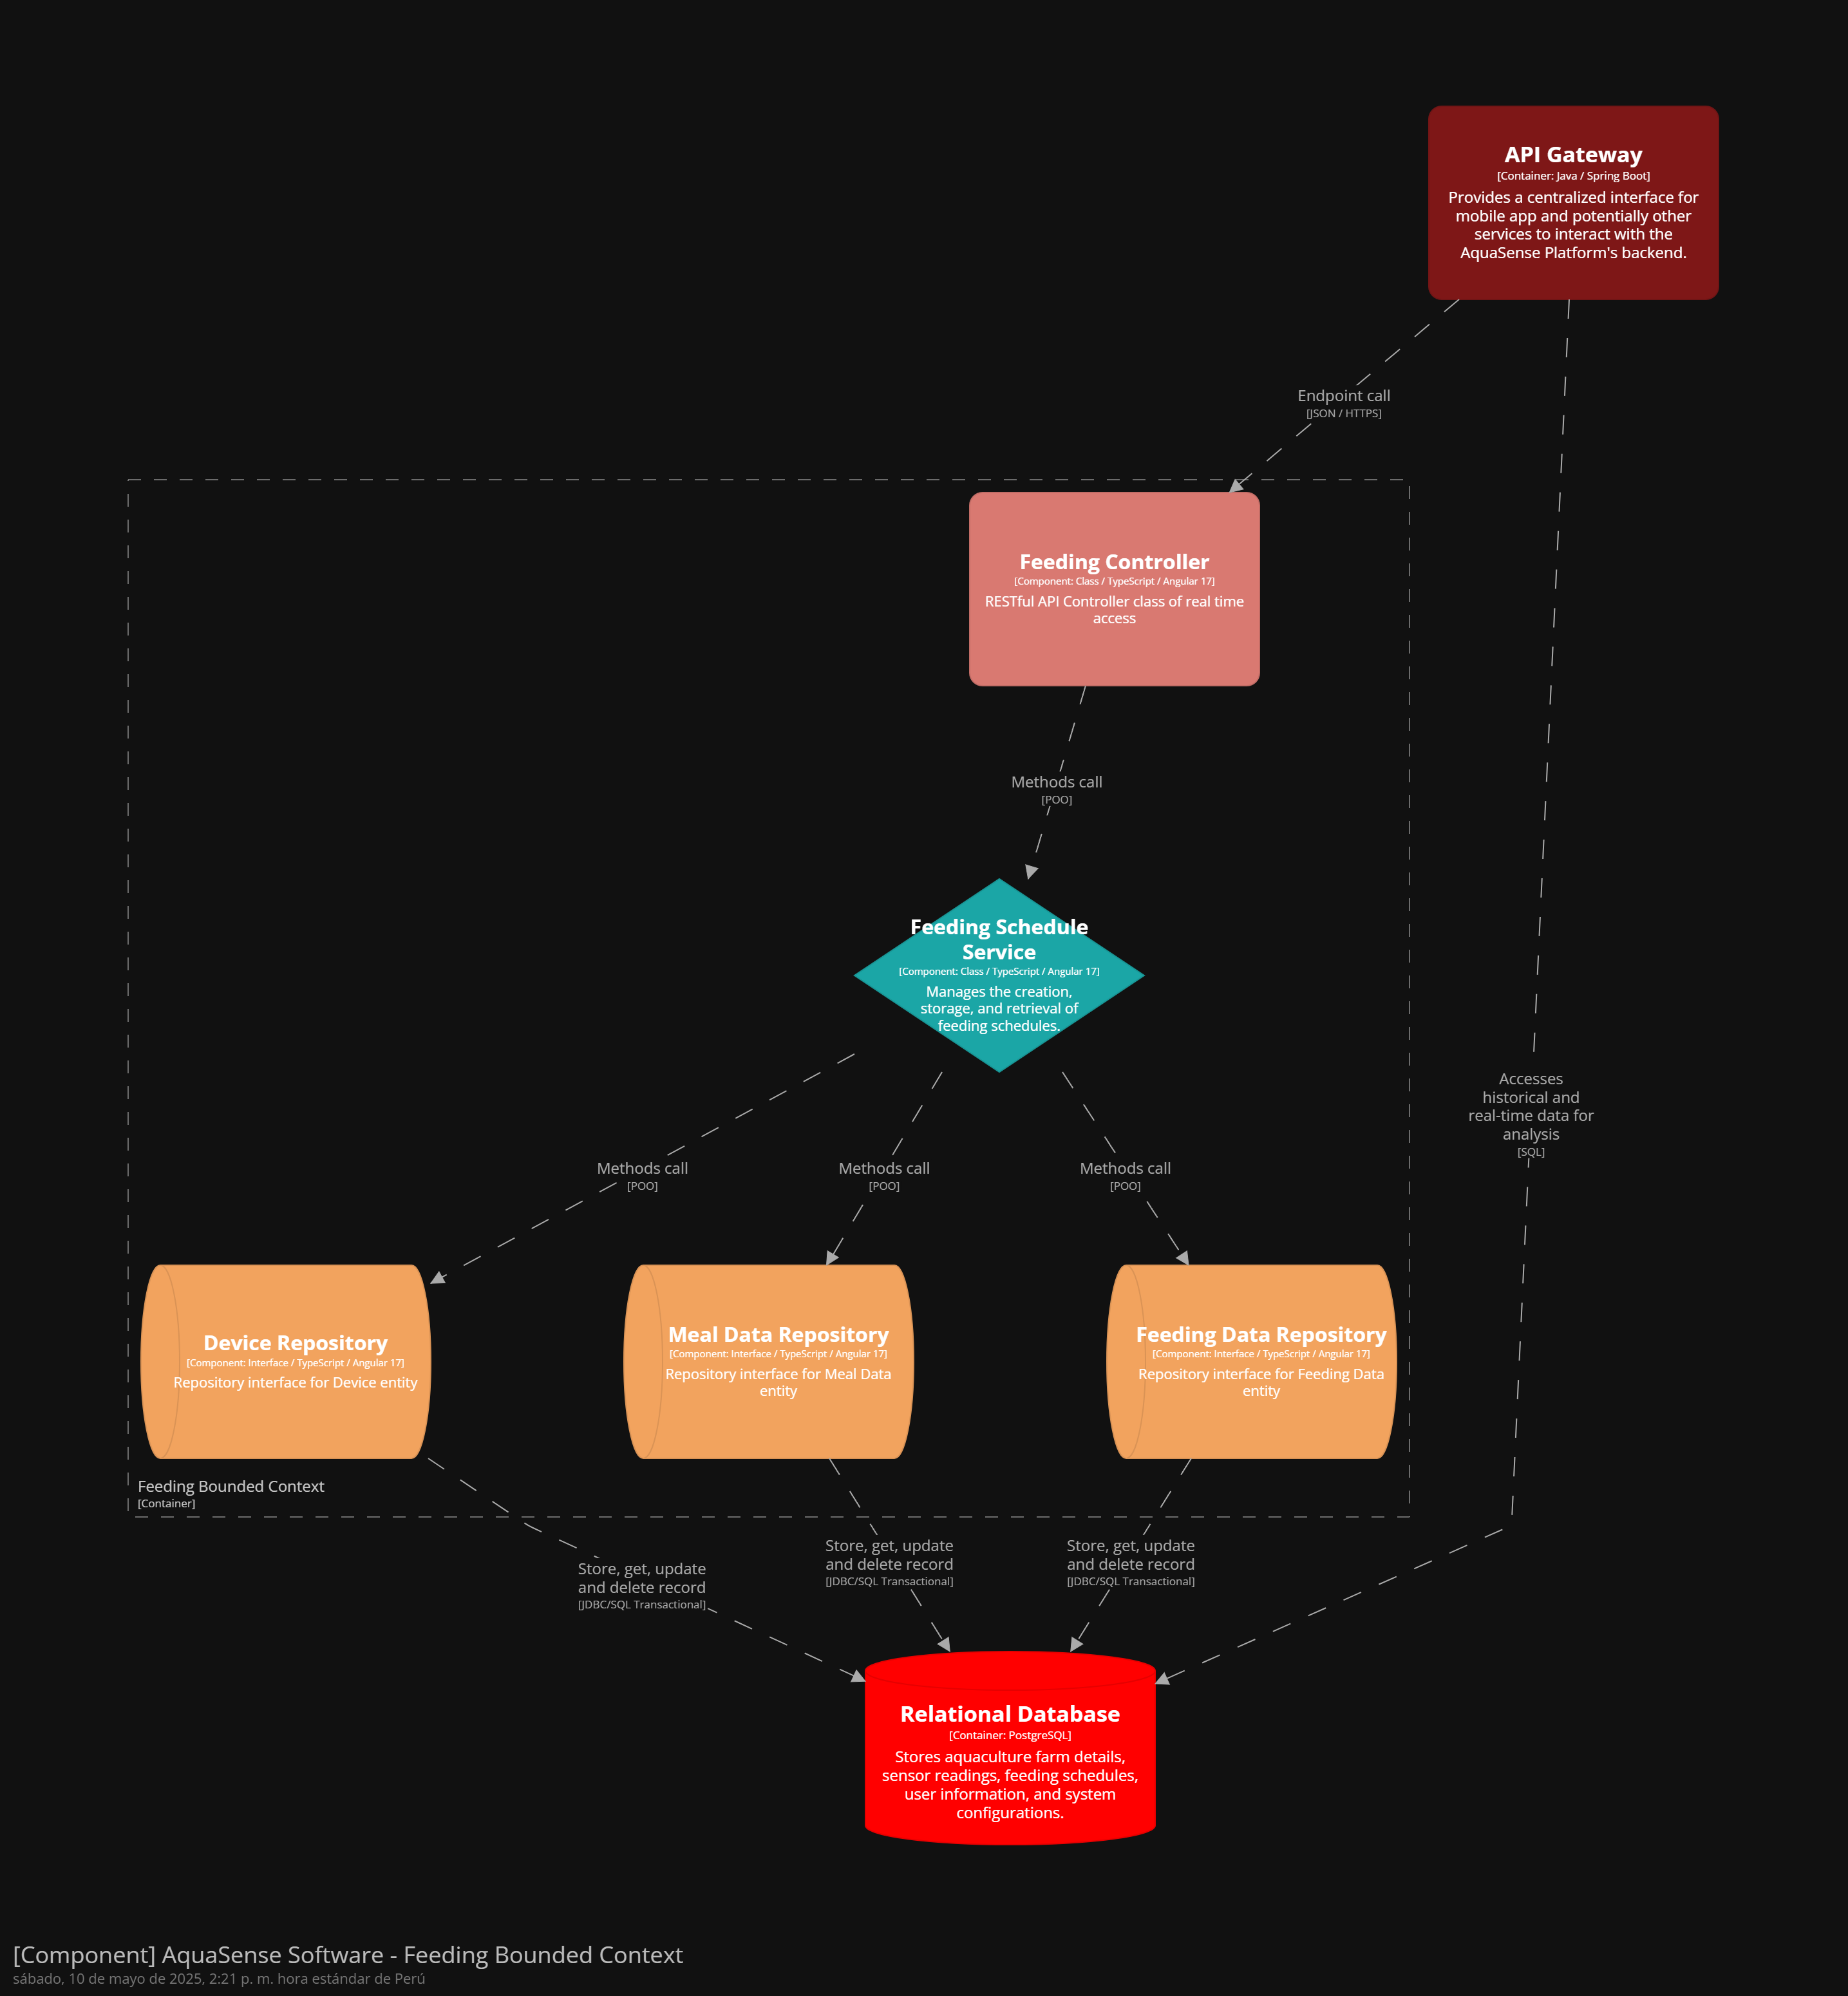 API Gateway
[Container: Java / Spring Boot]
Provides a centralized interface for
mobile app and potentially other
services to interact with the
AquaSense Platform's backend.
Endpoint call
[JSON / HTTPS]
Feeding Controller
[Component: Class / TypeScript / Angular 17]
RESTful API Controller class of real time
access
Methods call
[POO]
Feeding Schedule
Service
[Component: Class / TypeScript / Angular 17]
Manages the creation,
storage, and retrieval of
feeding schedules.
Accesses
historical and
real-time data for
analysis
[SQL]
Methods call
[POO]
Methods call
[POO]
Methods call
[POO]
Device Repository
[Component: Interface / TypeScript / Angular 17]
Repository interface for Device entity
Meal Data Repository
[Component: Interface / TypeScript / Angular 17]
Repository interface for Meal Data
entity
Feeding Data Repository
[Component: Interface / TypeScript / Angular 17]
Repository interface for Feeding Data
entity
Feeding Bounded Context
[Container]
Store, get, update
and delete record
[JDBC/SQL Transactional]
Store, get, update
and delete record
[JDBC/SQL Transactional]
Store, get, update
and delete record
[JDBC/SQL Transactional]
Relational Database
[Container: PostgreSQL]
Stores aquaculture farm details,
sensor readings, feeding schedules,
user information, and system
configurations.
[Component] AquaSense Software - Feeding Bounded Context
sábado, 10 de mayo de 2025, 2:21 p. m. hora estándar de Perú